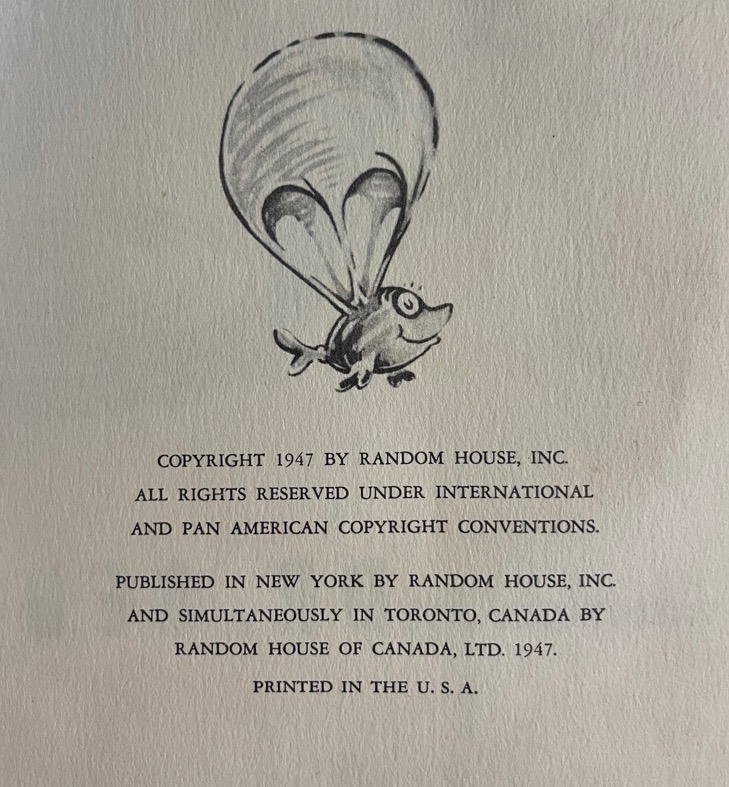 COPYRIGHT 1947 BY RANDOM HOUSE, INC.
ALL RIGHTS RESERVED UNDER INTERNATIONAL
AND PAN AMERICAN COPYRIGHT CONVENTIONS.
PUBLISHED IN NEW YORK BY RANDOM HOUSE, INC.
AND SIMULTANEOUSLY IN TORONTO, CANADA BY
RANDOM HOUSE OF CANADA, LTD. 1947.
PRINTED IN THE U. S. A.